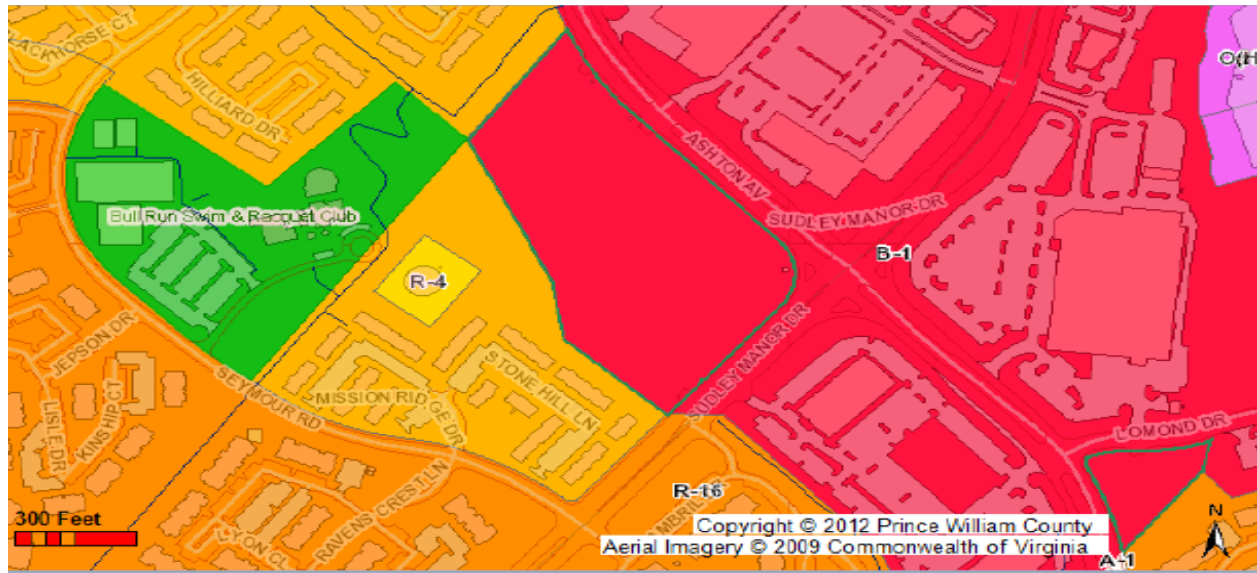 BLACKHORSE CT
HILLIARD DR
ASHTON AV
SUDLEY MANOR DR
B-1
Bull Run Swim & Racquet Club
R-4
JEPSON DR
SEYMOUR RD
MISSION RIDGE DR
STONE HILL LN
SUDLEY MANOR DR
LISLE DR
KINSHIP CT
LOMOND DR
R-16
RAVENS CREST LN
300 Feet
N
Copyright © 2012 Prince William County
Aerial Imagery © 2009 Commonwealth of Virginia
A-1